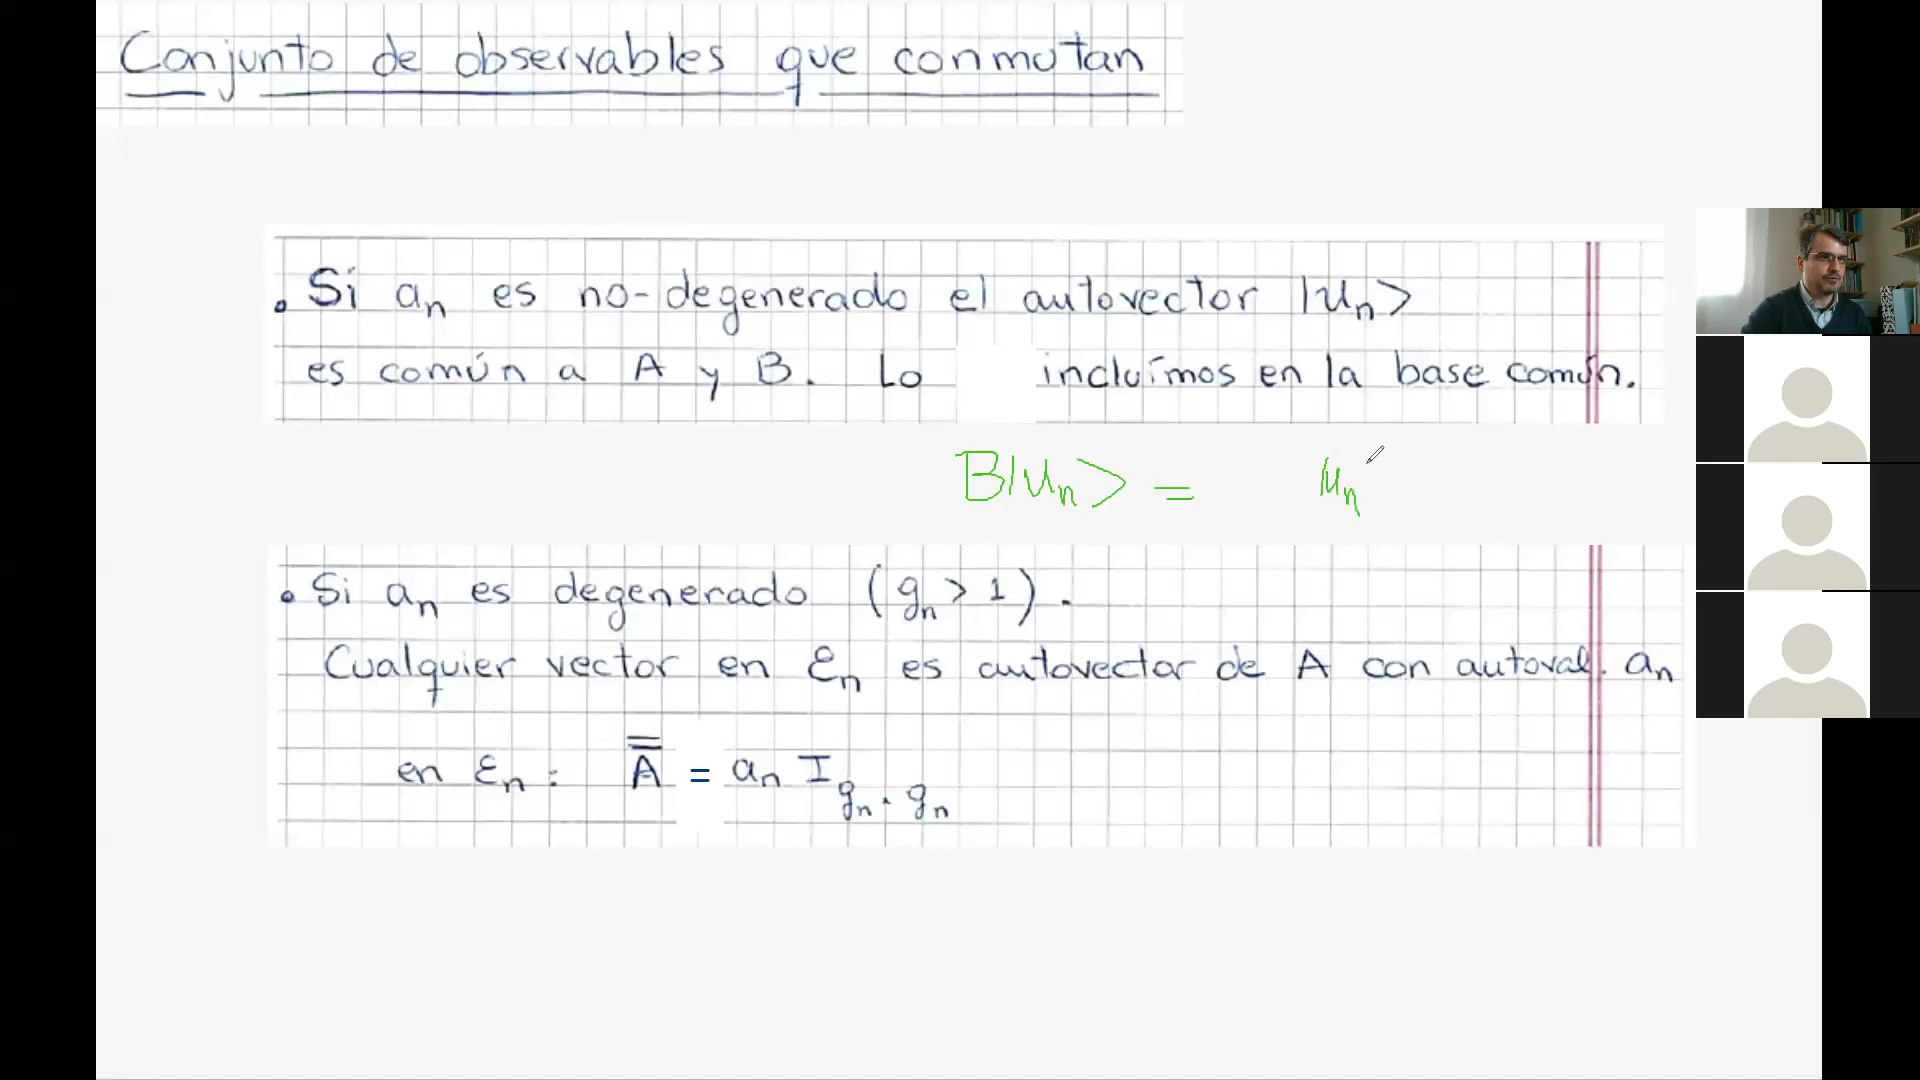 Conjunto de observables que conmutan
. Si an es no-degenerado el autovector |un>
es común a A y B. Lo incluímos en la base común.
B|un> = un
. Si an es degenerado (gn > 1).
Cualquier vector en Ɛn es autovector de A con autoval. an
en Ɛn : A = an I gn . gn